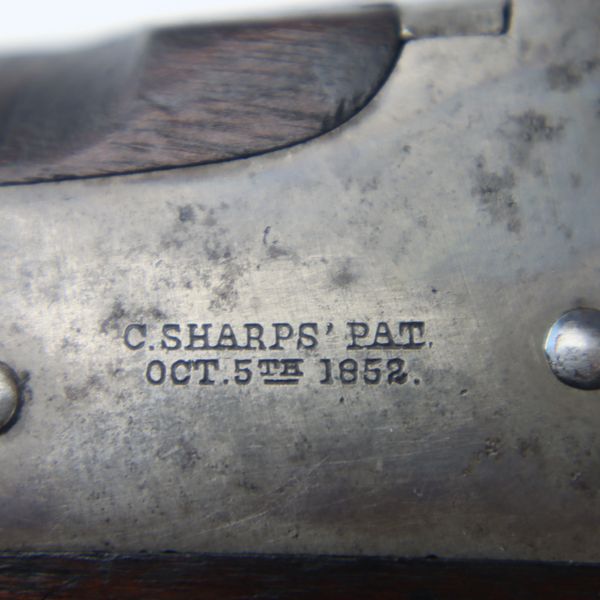 C. SHARPS' PAT.
OCT. 5TH 1852.